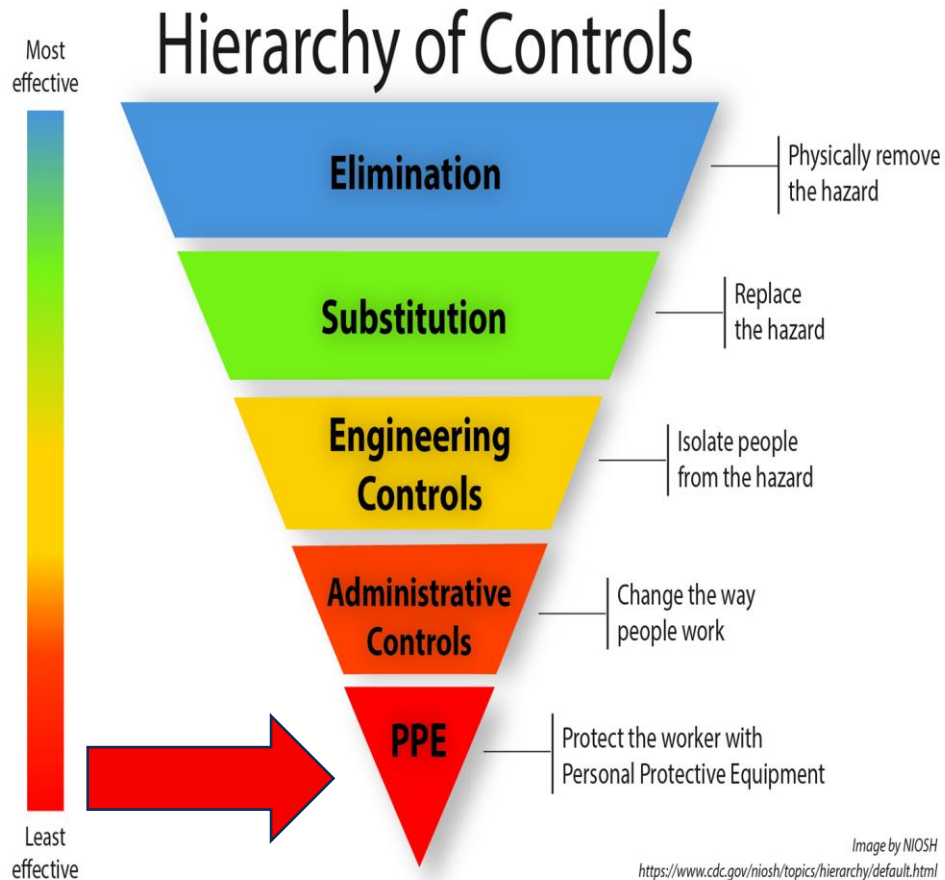 Hierarchy of Controls
Most
effective
Elimination
Physically remove
the hazard
Substitution
Replace
the hazard
Engineering
Controls
Isolate people
from the hazard
Administrative
Controls
Change the way
people work
PPE
Protect the worker with
Personal Protective Equipment
Least
effective
Image by NIOSH
https://www.cdc.gov/niosh/topics/hierarchy/default.html